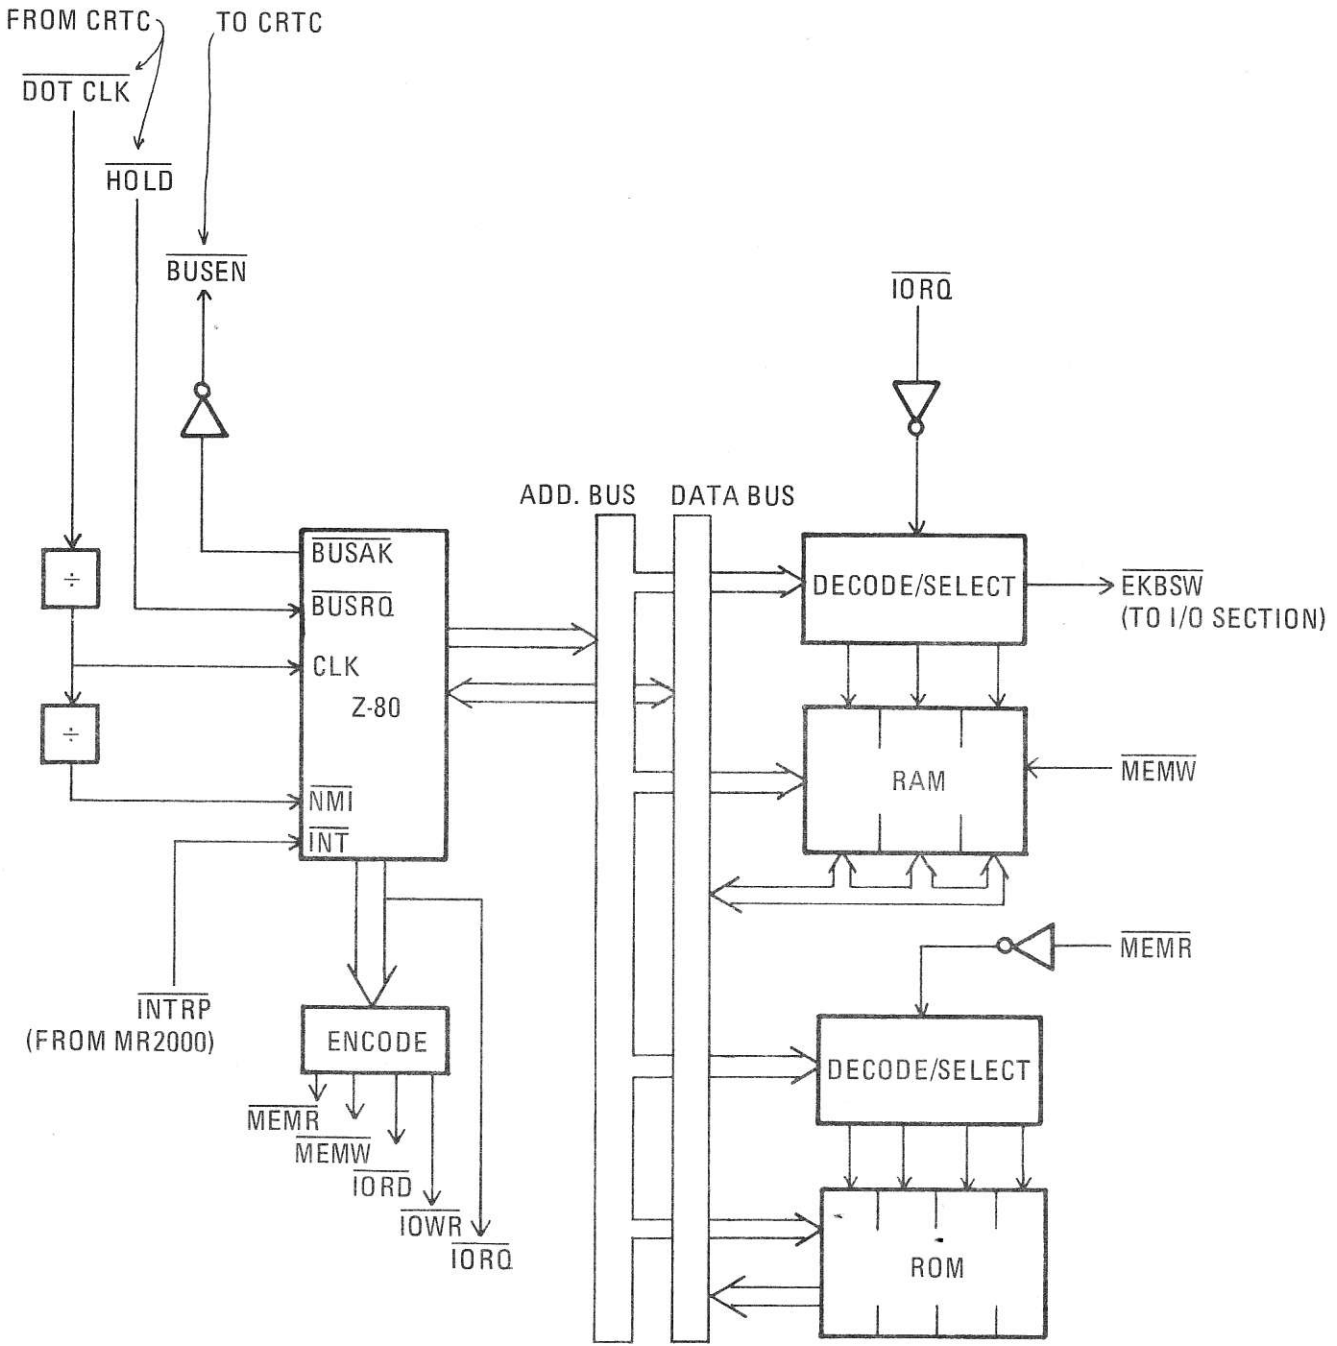 FROM CRTC
TO CRTC
DOT CLK
HOLD
BUSEN
IORQ
ADD. BUS
DATA BUS
BUSAK
BUSRQ
CLK
Z-80
NMI
INT
÷
÷
DECODE/SELECT
EKBSW
(TO I/O SECTION)
RAM
MEMW
MEMR
INTRP
(FROM MR2000)
ENCODE
MEMR
MEMW
IORD
IOWR
IORQ
DECODE/SELECT
ROM